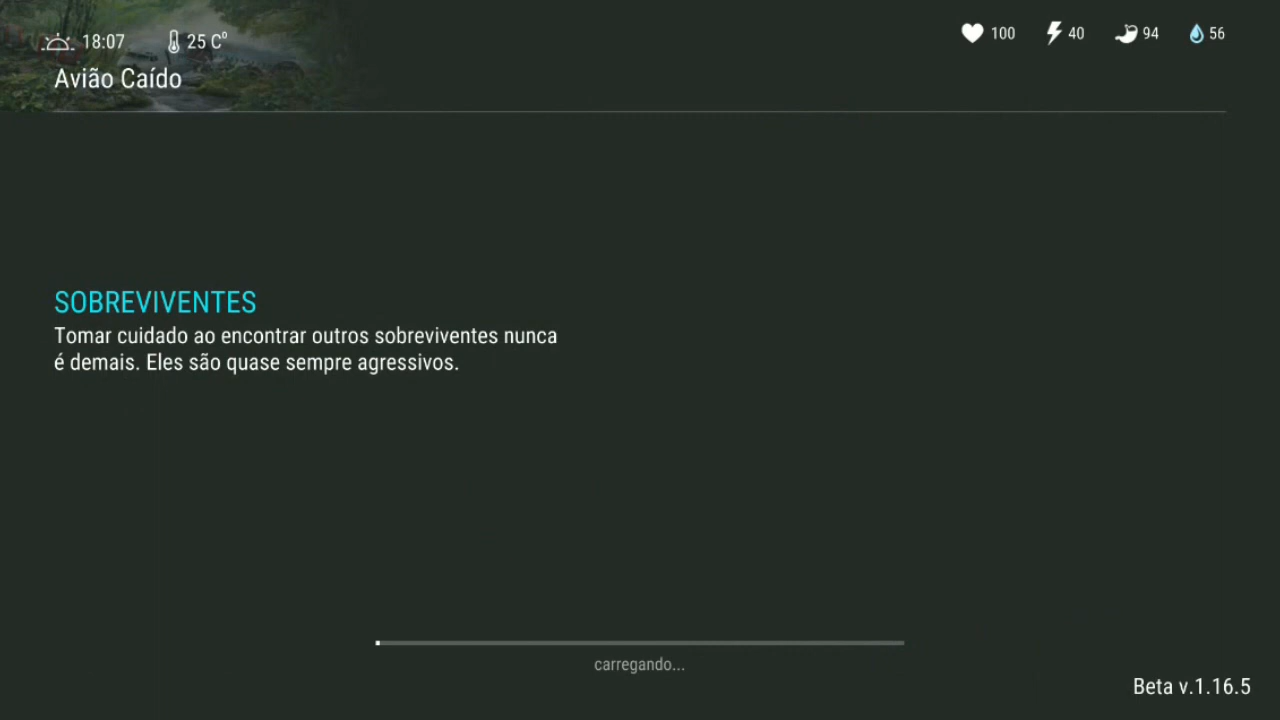 18:07 25 Cº
100 40 94 56
Avião Caído
SOBREVIVENTES
Tomar cuidado ao encontrar outros sobreviventes nunca
é demais. Eles são quase sempre agressivos.
carregando...
Beta v.1.16.5